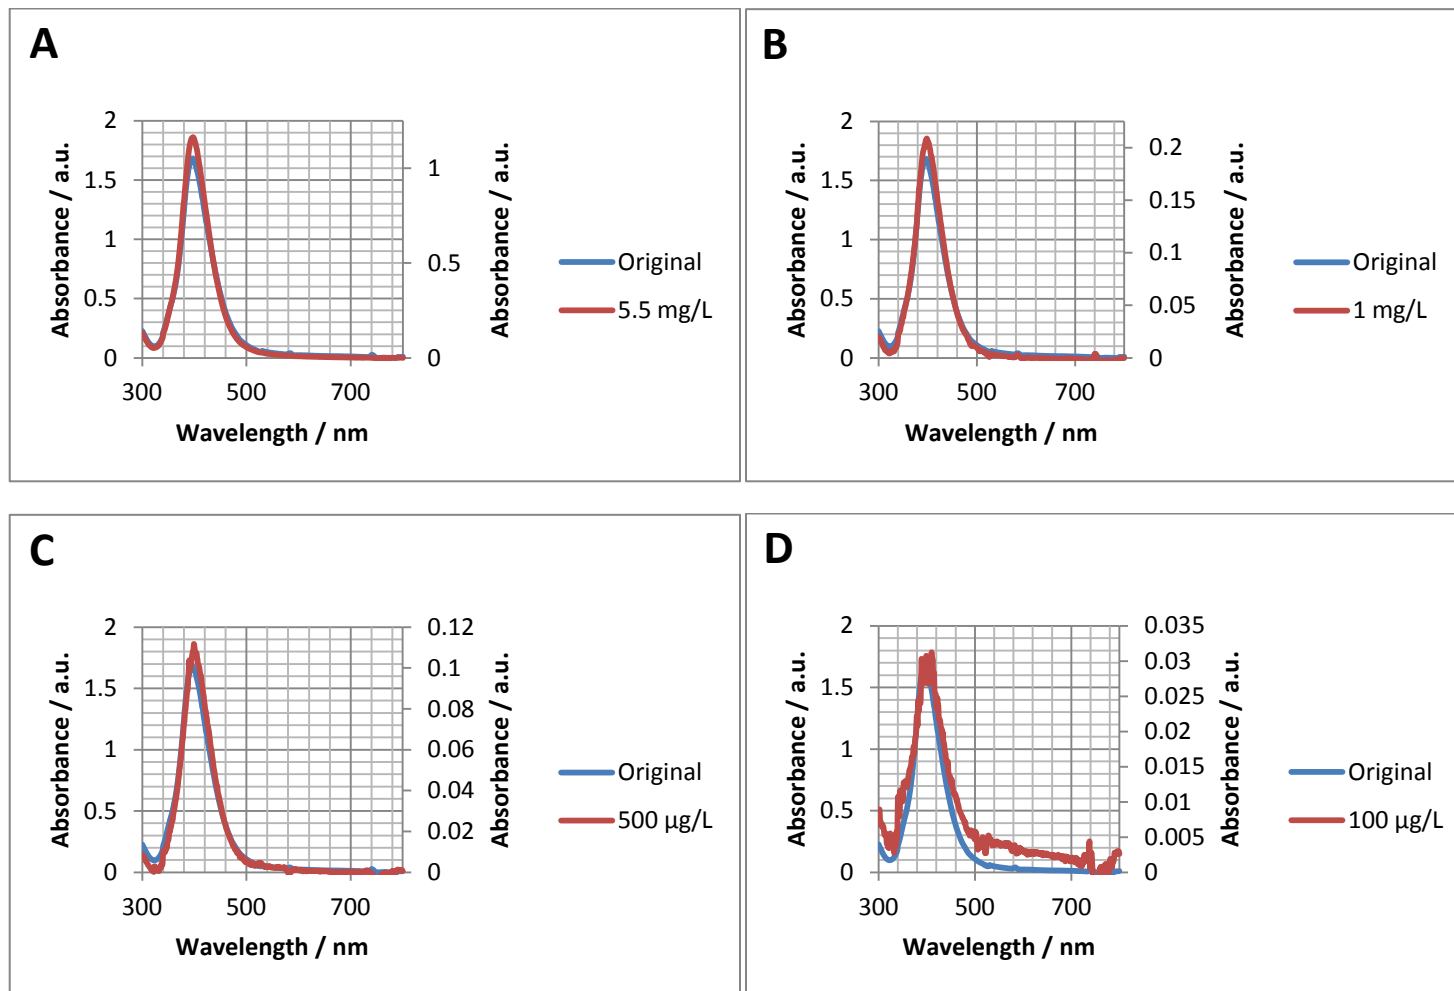 A
2
1.5
1
0.5
0
1
0.5
0
300 500 700
Absorbance / a.u.
Absorbance / a.u.
Wavelength / nm
Original
5.5 mg/L
B
2
1.5
1
0.5
0
0.2
0.15
0.1
0.05
0
300 500 700
Absorbance / a.u.
Absorbance / a.u.
Wavelength / nm
Original
1 mg/L
C
2
1.5
1
0.5
0
0.12
0.1
0.08
0.06
0.04
0.02
0
300 500 700
Absorbance / a.u.
Absorbance / a.u.
Wavelength / nm
Original
500 µg/L
D
2
1.5
1
0.5
0
0.035
0.03
0.025
0.02
0.015
0.01
0.005
0
300 500 700
Absorbance / a.u.
Absorbance / a.u.
Wavelength / nm
Original
100 µg/L